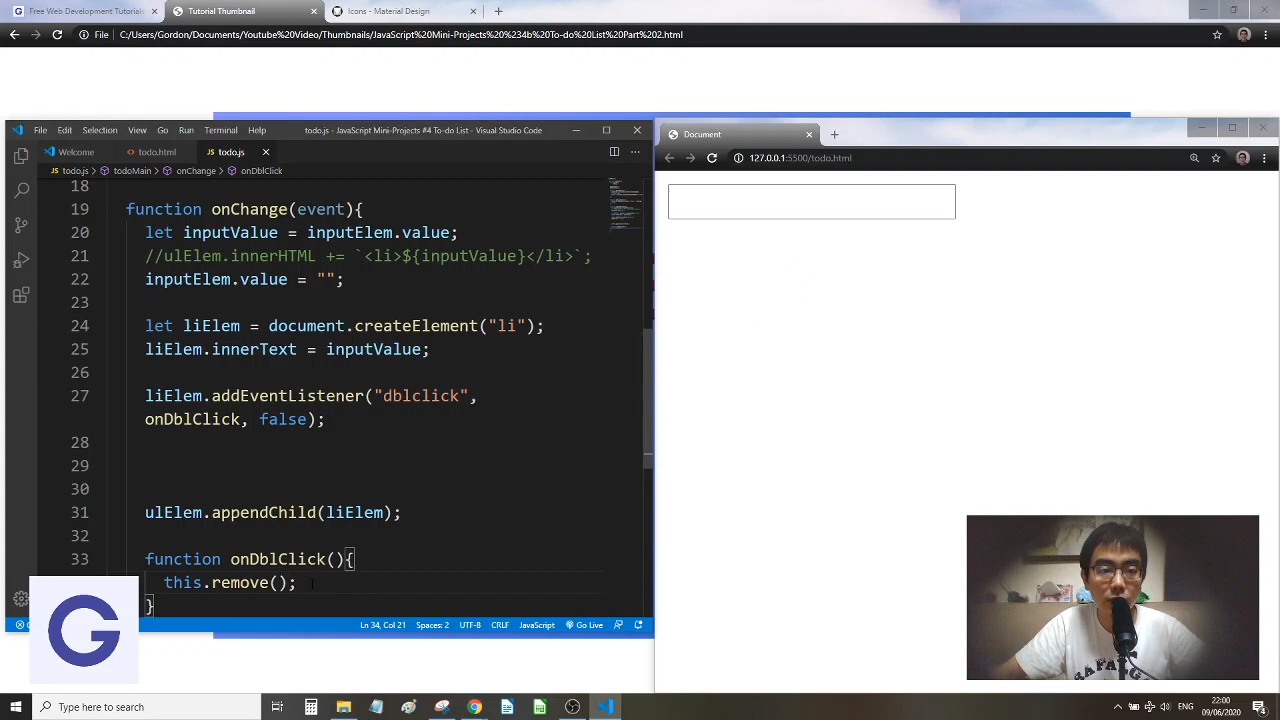 Free Web Development Tutorials
Tutorial Thumbnail
Icons - Material Design
File
C:/Users/Gordon/Documents/Youtube%20Video/Thumbnails/JavaScript%20Mini-Projects%20%234b%20To-do%20List%20Part%202.html
File Edit Selection View Go Run Terminal Help
todo.js - JavaScript Mini-Projects #4 To-do List - Visual Studio Code
Welcome
todo.html
todo.js
todo.js > todoMain > onChange > onDblClick
18
19 function onChange(event){
20 let inputValue = inputElem.value;
21 //ulElem.innerHTML += `<li>${inputValue}</li>`;
22 inputElem.value = "";
23
24 let liElem = document.createElement("li");
25 liElem.innerText = inputValue;
26
27 liElem.addEventListener("dblclick",
onDblClick, false);
28
29
30
31 ulElem.appendChild(liElem);
32
33 function onDblClick(){
this.remove();
}
Ln 34, Col 21 Spaces: 2 UTF-8 CRLF JavaScript Go Live
Document
127.0.0.1:5500/todo.html
G
Type here to search
ENG
22:00
09/06/2020
4